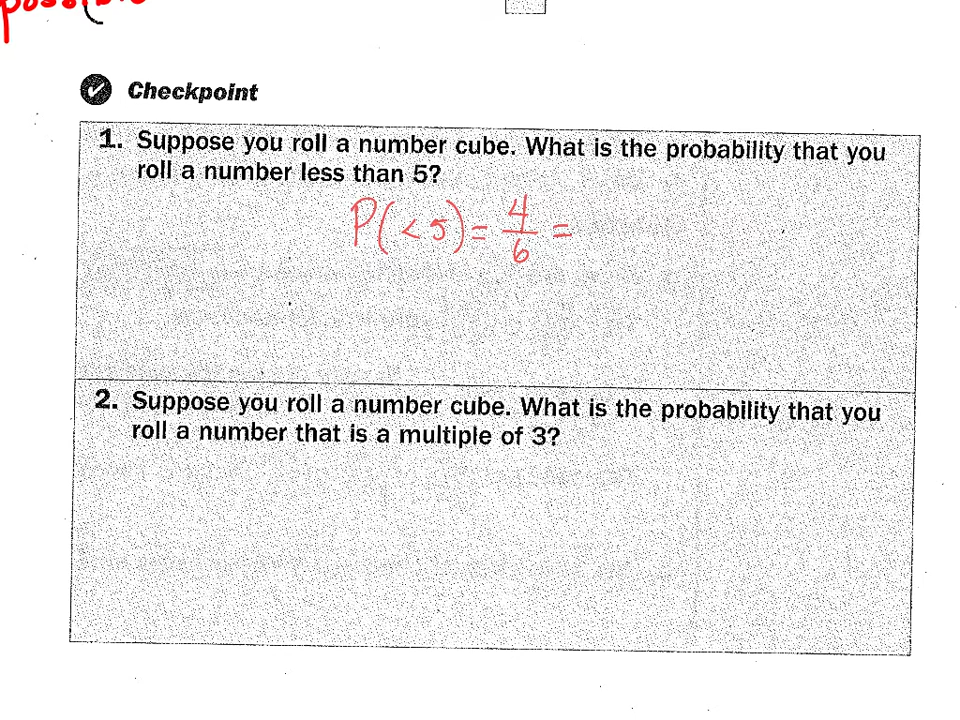 possible
Checkpoint
1. Suppose you roll a number cube. What is the probability that you
roll a number less than 5?
P(<5)= 4/6 =
2. Suppose you roll a number cube. What is the probability that you
roll a number that is a multiple of 3?